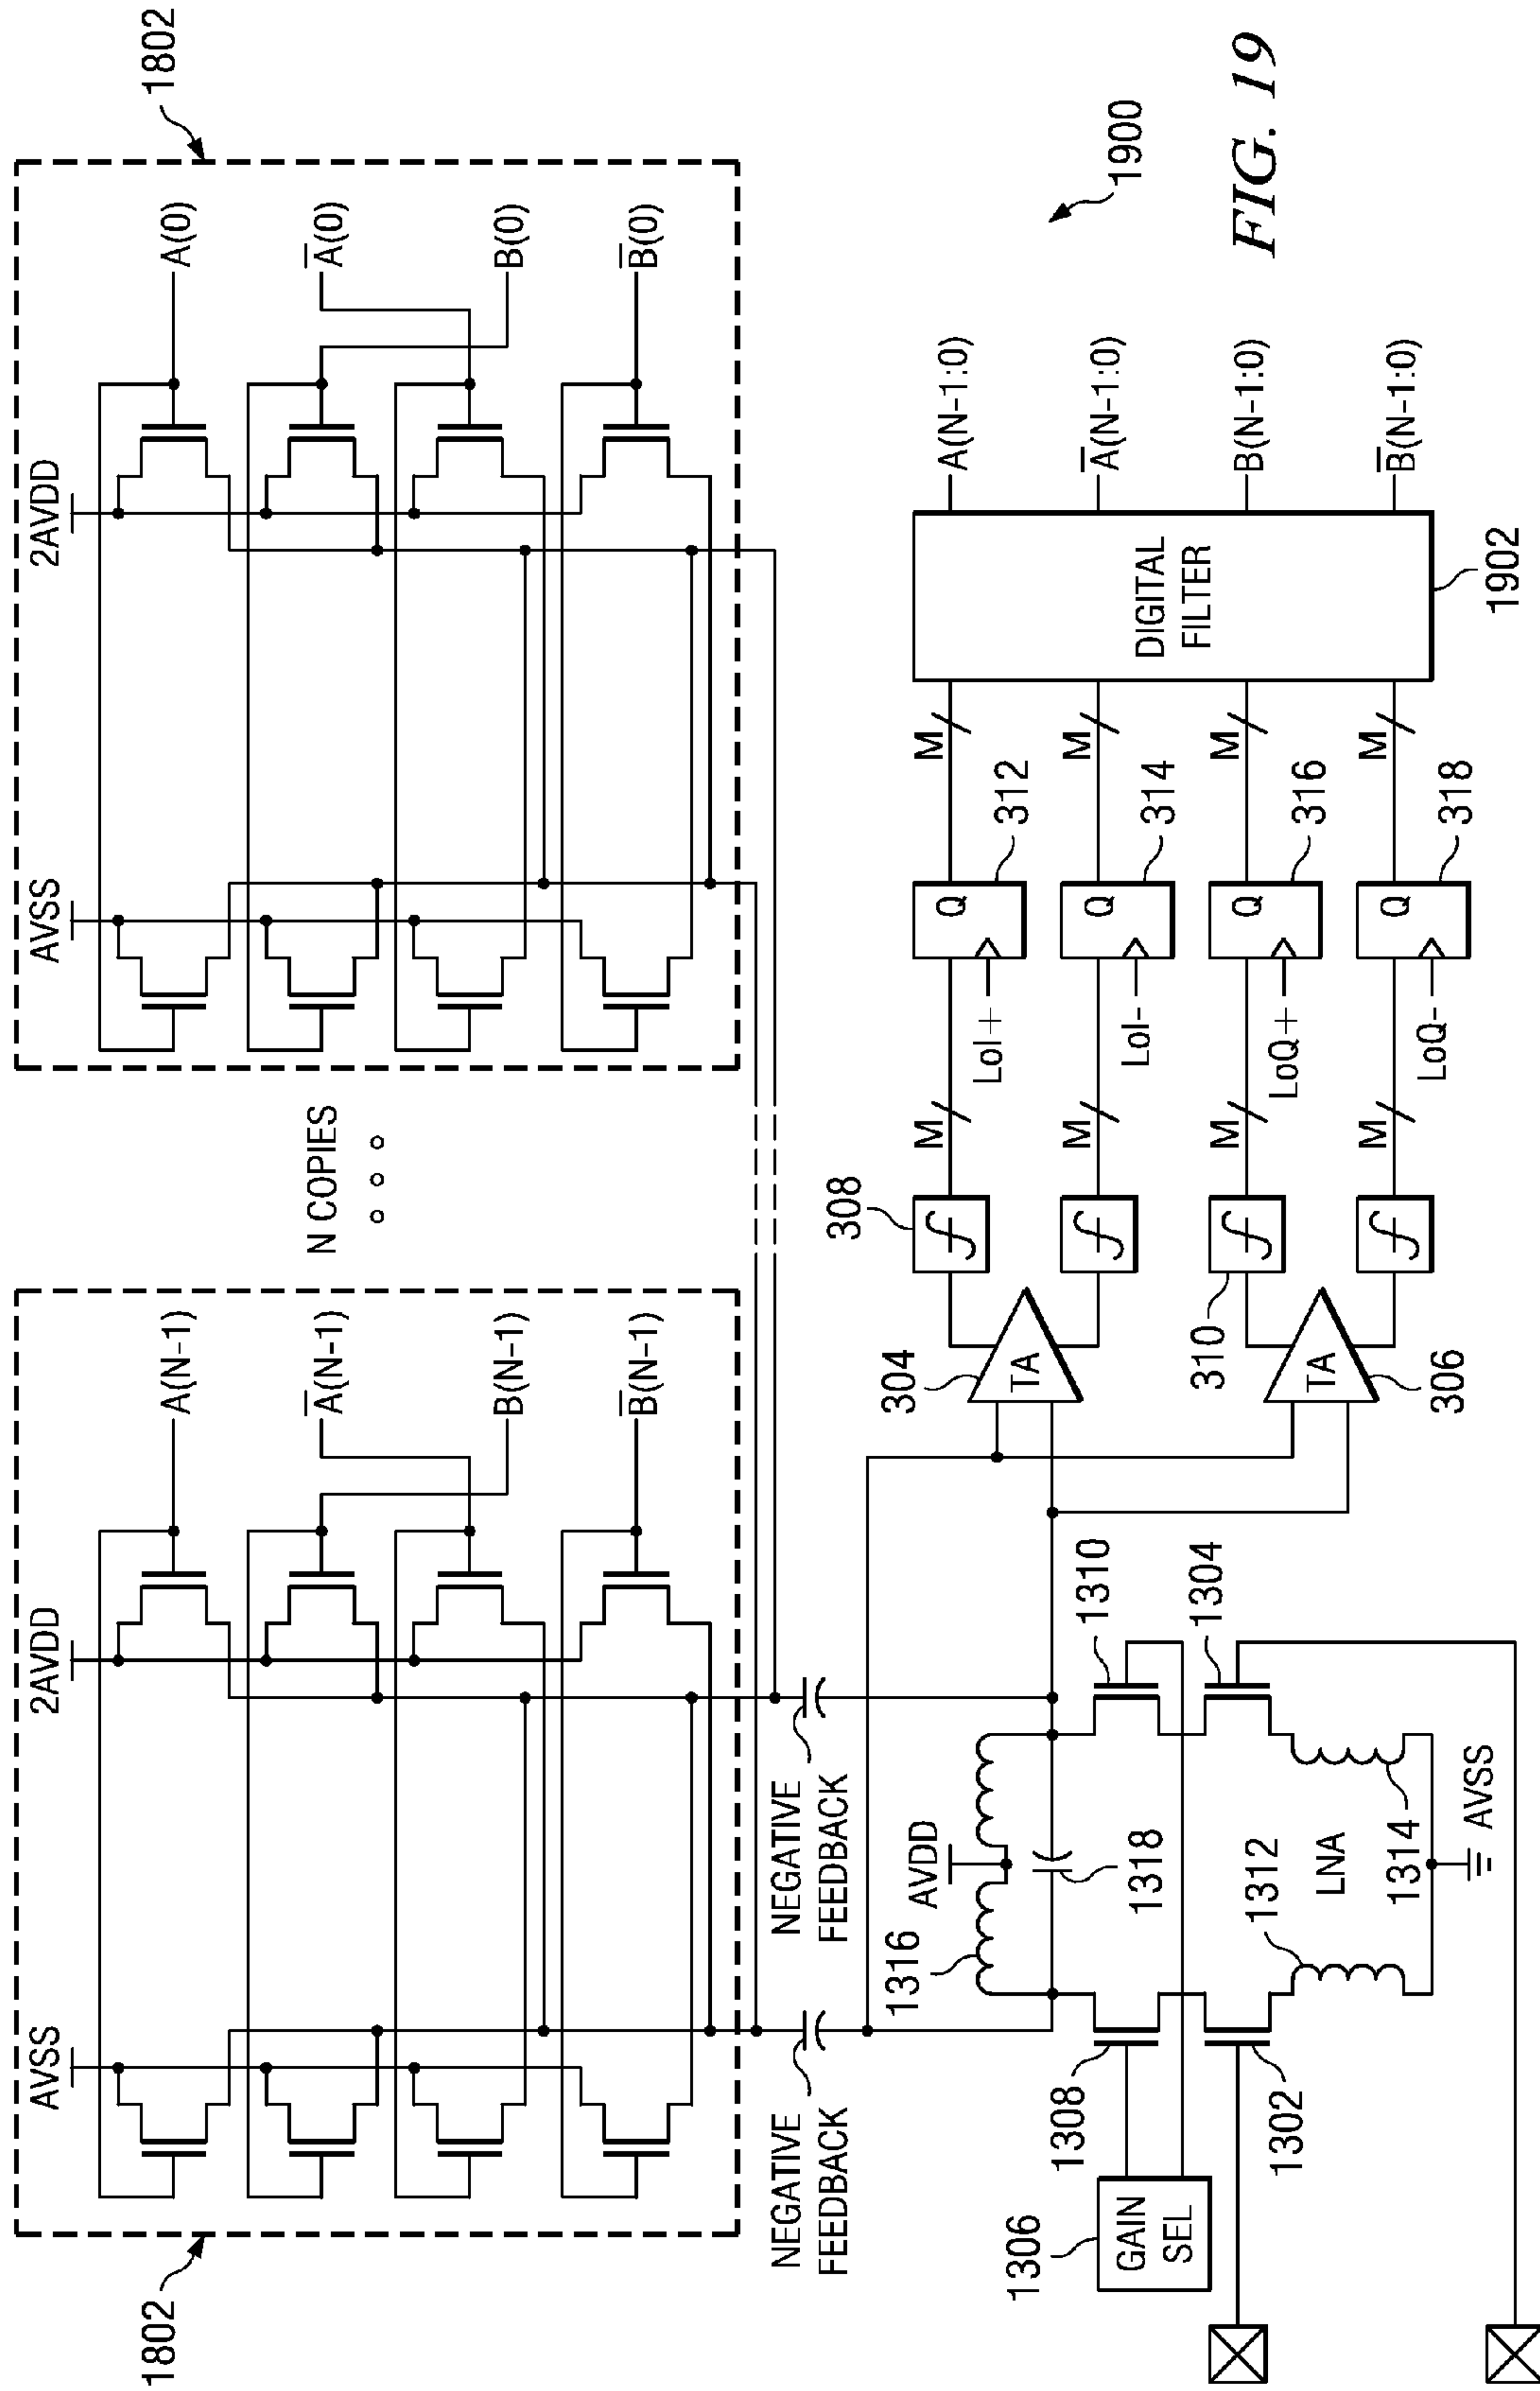 1802
AVSS
2AVDD
A(N-1)
A̅(N-1)
B(N-1)
B̅(N-1)
N COPIES
AVSS
2AVDD
A(0)
A̅(0)
B(0)
B̅(0)
1802
NEGATIVE
FEEDBACK
NEGATIVE
FEEDBACK
1306
GAIN
SEL
1308
1302
1316
AVDD
1318
1312
LNA
1314
AVSS
1310
1304
304
TA
306
TA
308
310
M
M
M
M
LoI+
LoI-
LoQ+
LoQ-
Q
Q
Q
Q
312
314
316
318
M
M
M
M
DIGITAL
FILTER
1902
A(N-1:0)
A̅(N-1:0)
B(N-1:0)
B̅(N-1:0)
1900
FIG. 19